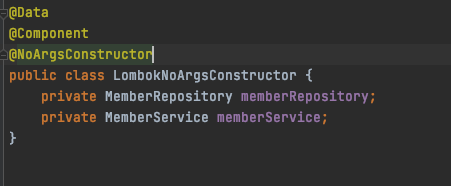 @Data
@Component
@NoArgsConstructor
public class LombokNoArgsConstructor {
    private MemberRepository memberRepository;
    private MemberService memberService;
}